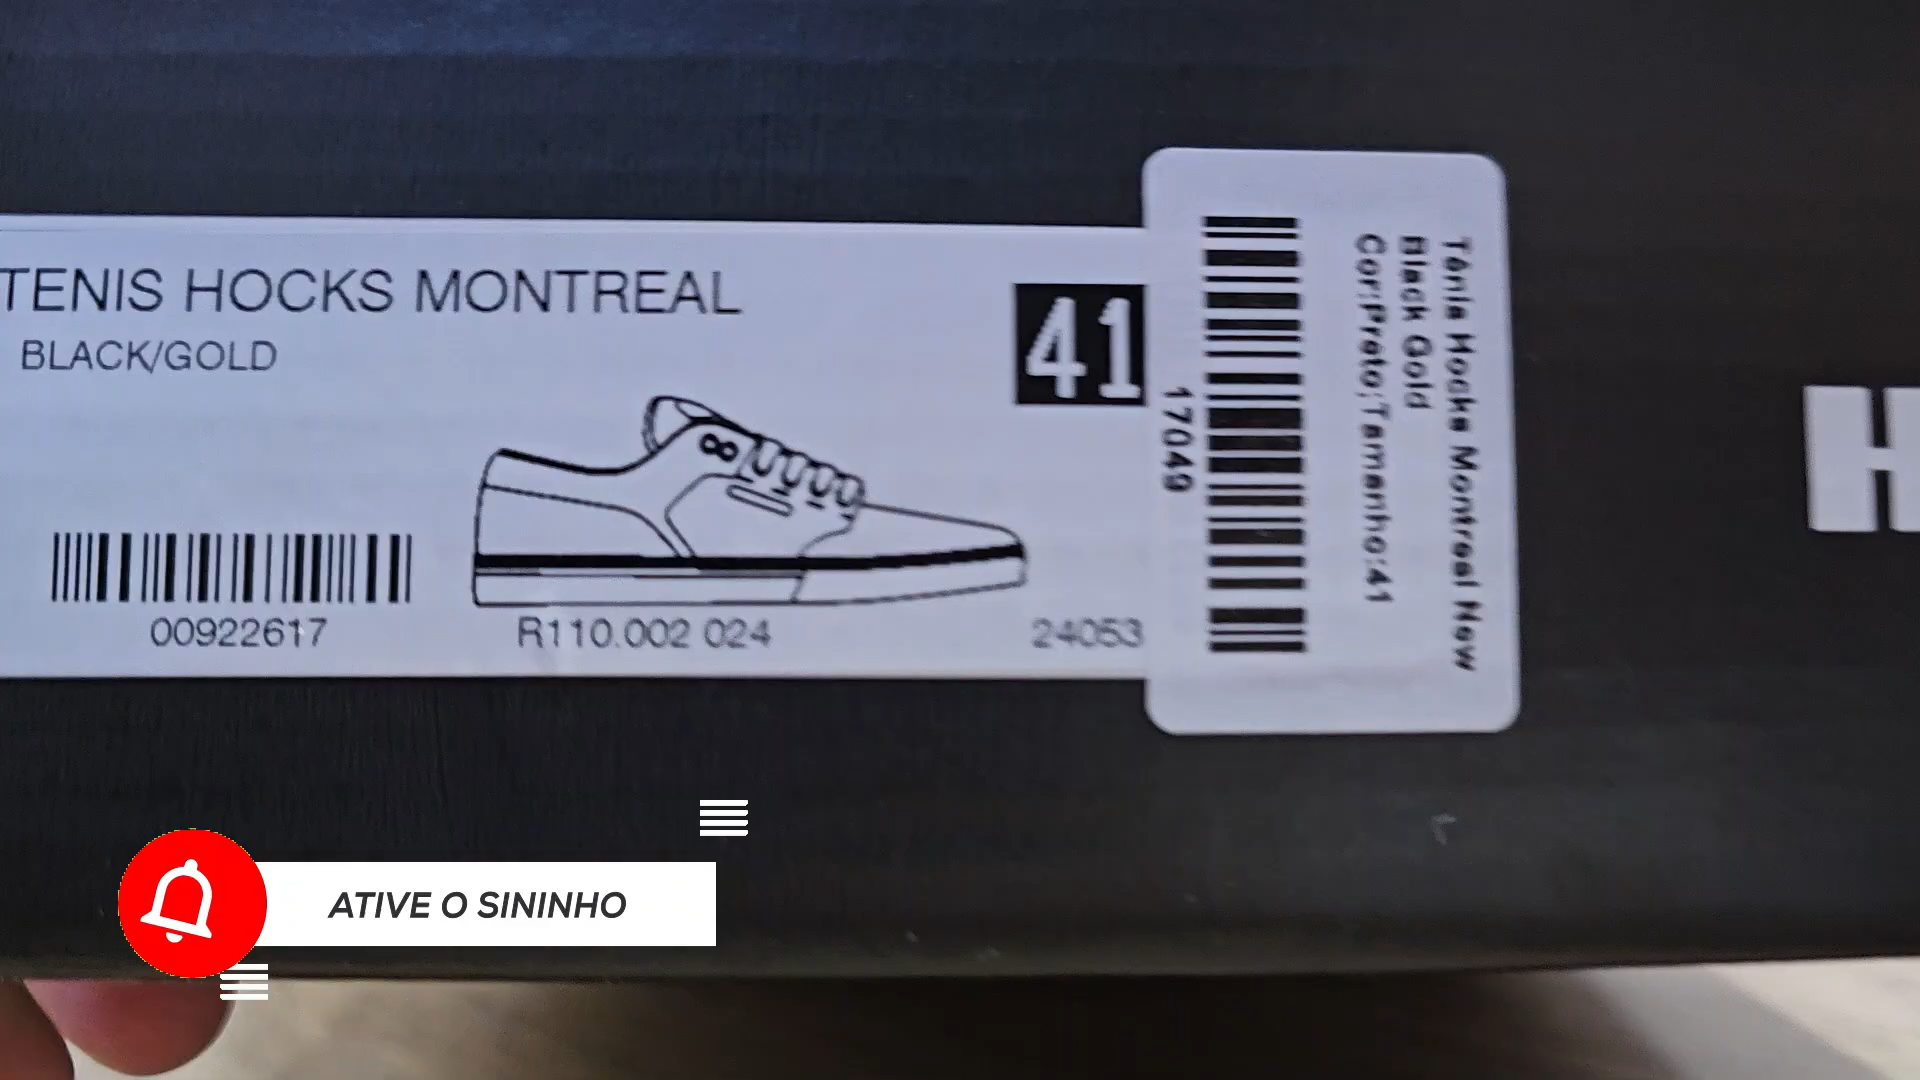 TENIS HOCKS MONTREAL
BLACK/GOLD
41
00922617
R110.002 024
24053
17049
Tênis Hocks Montreal New
Black Gold
Cor:Preto;Tamanho:41
H
ATIVE O SININHO